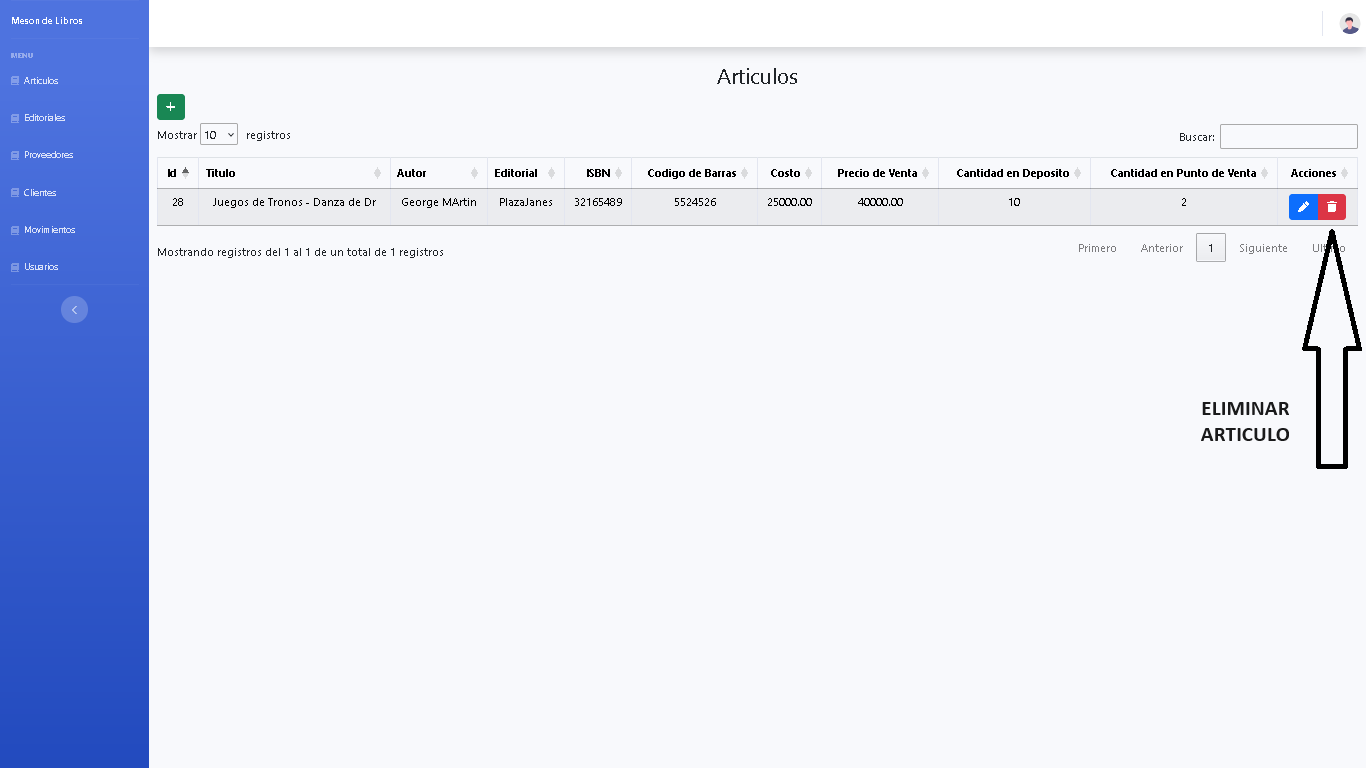 Meson de Libros
MENU
Articulos
Editoriales
Proveedores
Clientes
Movimientos
Usuarios
Articulos
+
Mostrar 10 registros
Buscar:
Id Titulo Autor Editorial ISBN Codigo de Barras Costo Precio de Venta Cantidad en Deposito Cantidad en Punto de Venta Acciones
28 Juegos de Tronos - Danza de Dr George MArtin PlazaJanes 32165489 5524526 25000.00 40000.00 10 2
Mostrando registros del 1 al 1 de un total de 1 registros
Primero Anterior 1 Siguiente
ELIMINAR
ARTICULO